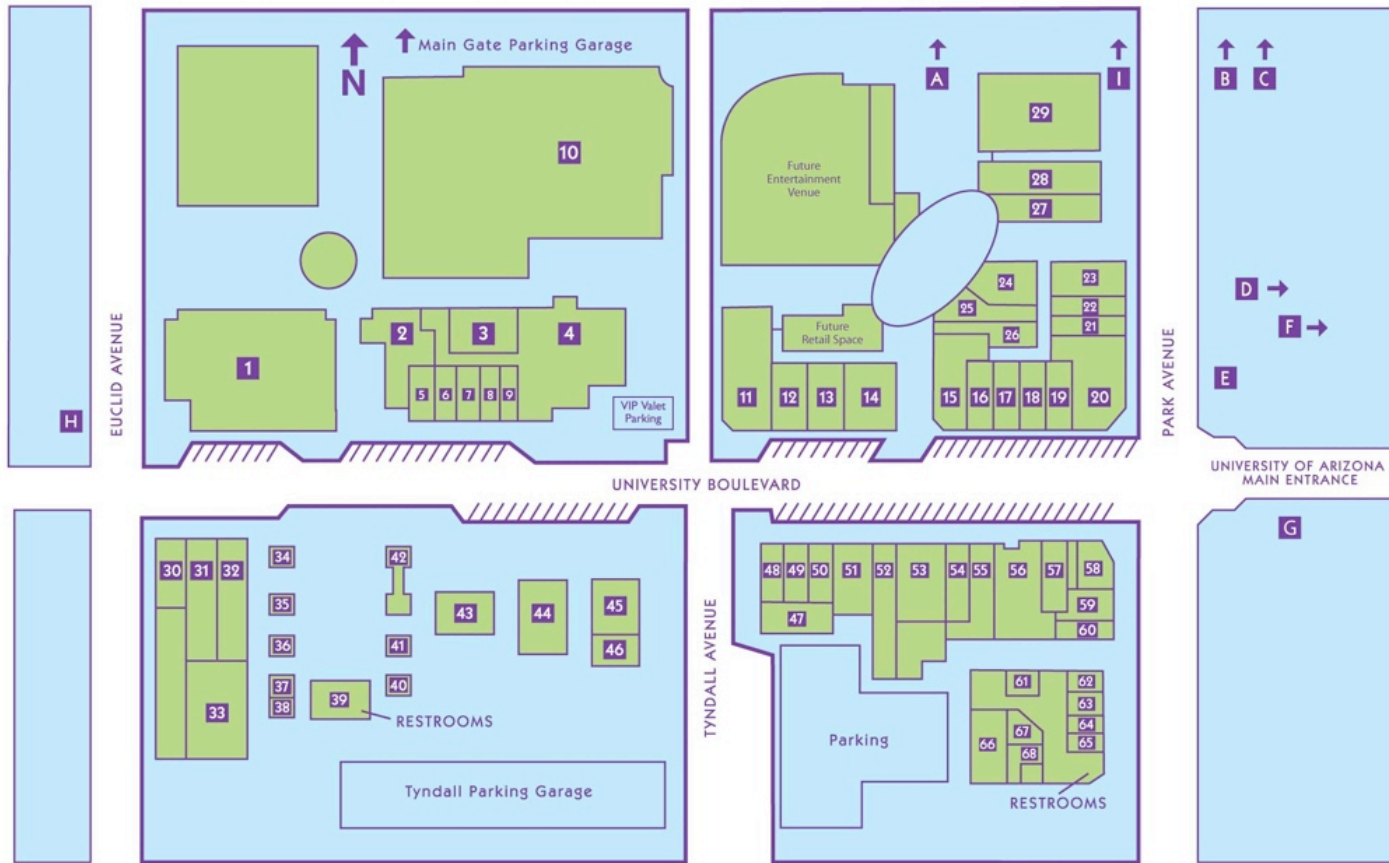 Main Gate Parking Garage
N
A
I
B
C
29
10
Future
Entertainment
Venue
28
27
24
23
D
25
22
F
26
21
2
3
4
Future
Retail Space
1
E
5
6
7
8
9
11
12
13
14
15
16
17
18
19
20
VIP Valet
Parking
H
EUCLID AVENUE
PARK AVENUE
UNIVERSITY OF ARIZONA
MAIN ENTRANCE
UNIVERSITY BOULEVARD
G
30
31
32
34
42
48
49
50
51
52
53
54
55
56
57
58
35
43
44
45
59
47
60
36
41
46
37
40
38
39
RESTROOMS
33
TYNDALL AVENUE
61
62
63
64
65
66
67
68
Parking
Tyndall Parking Garage
RESTROOMS